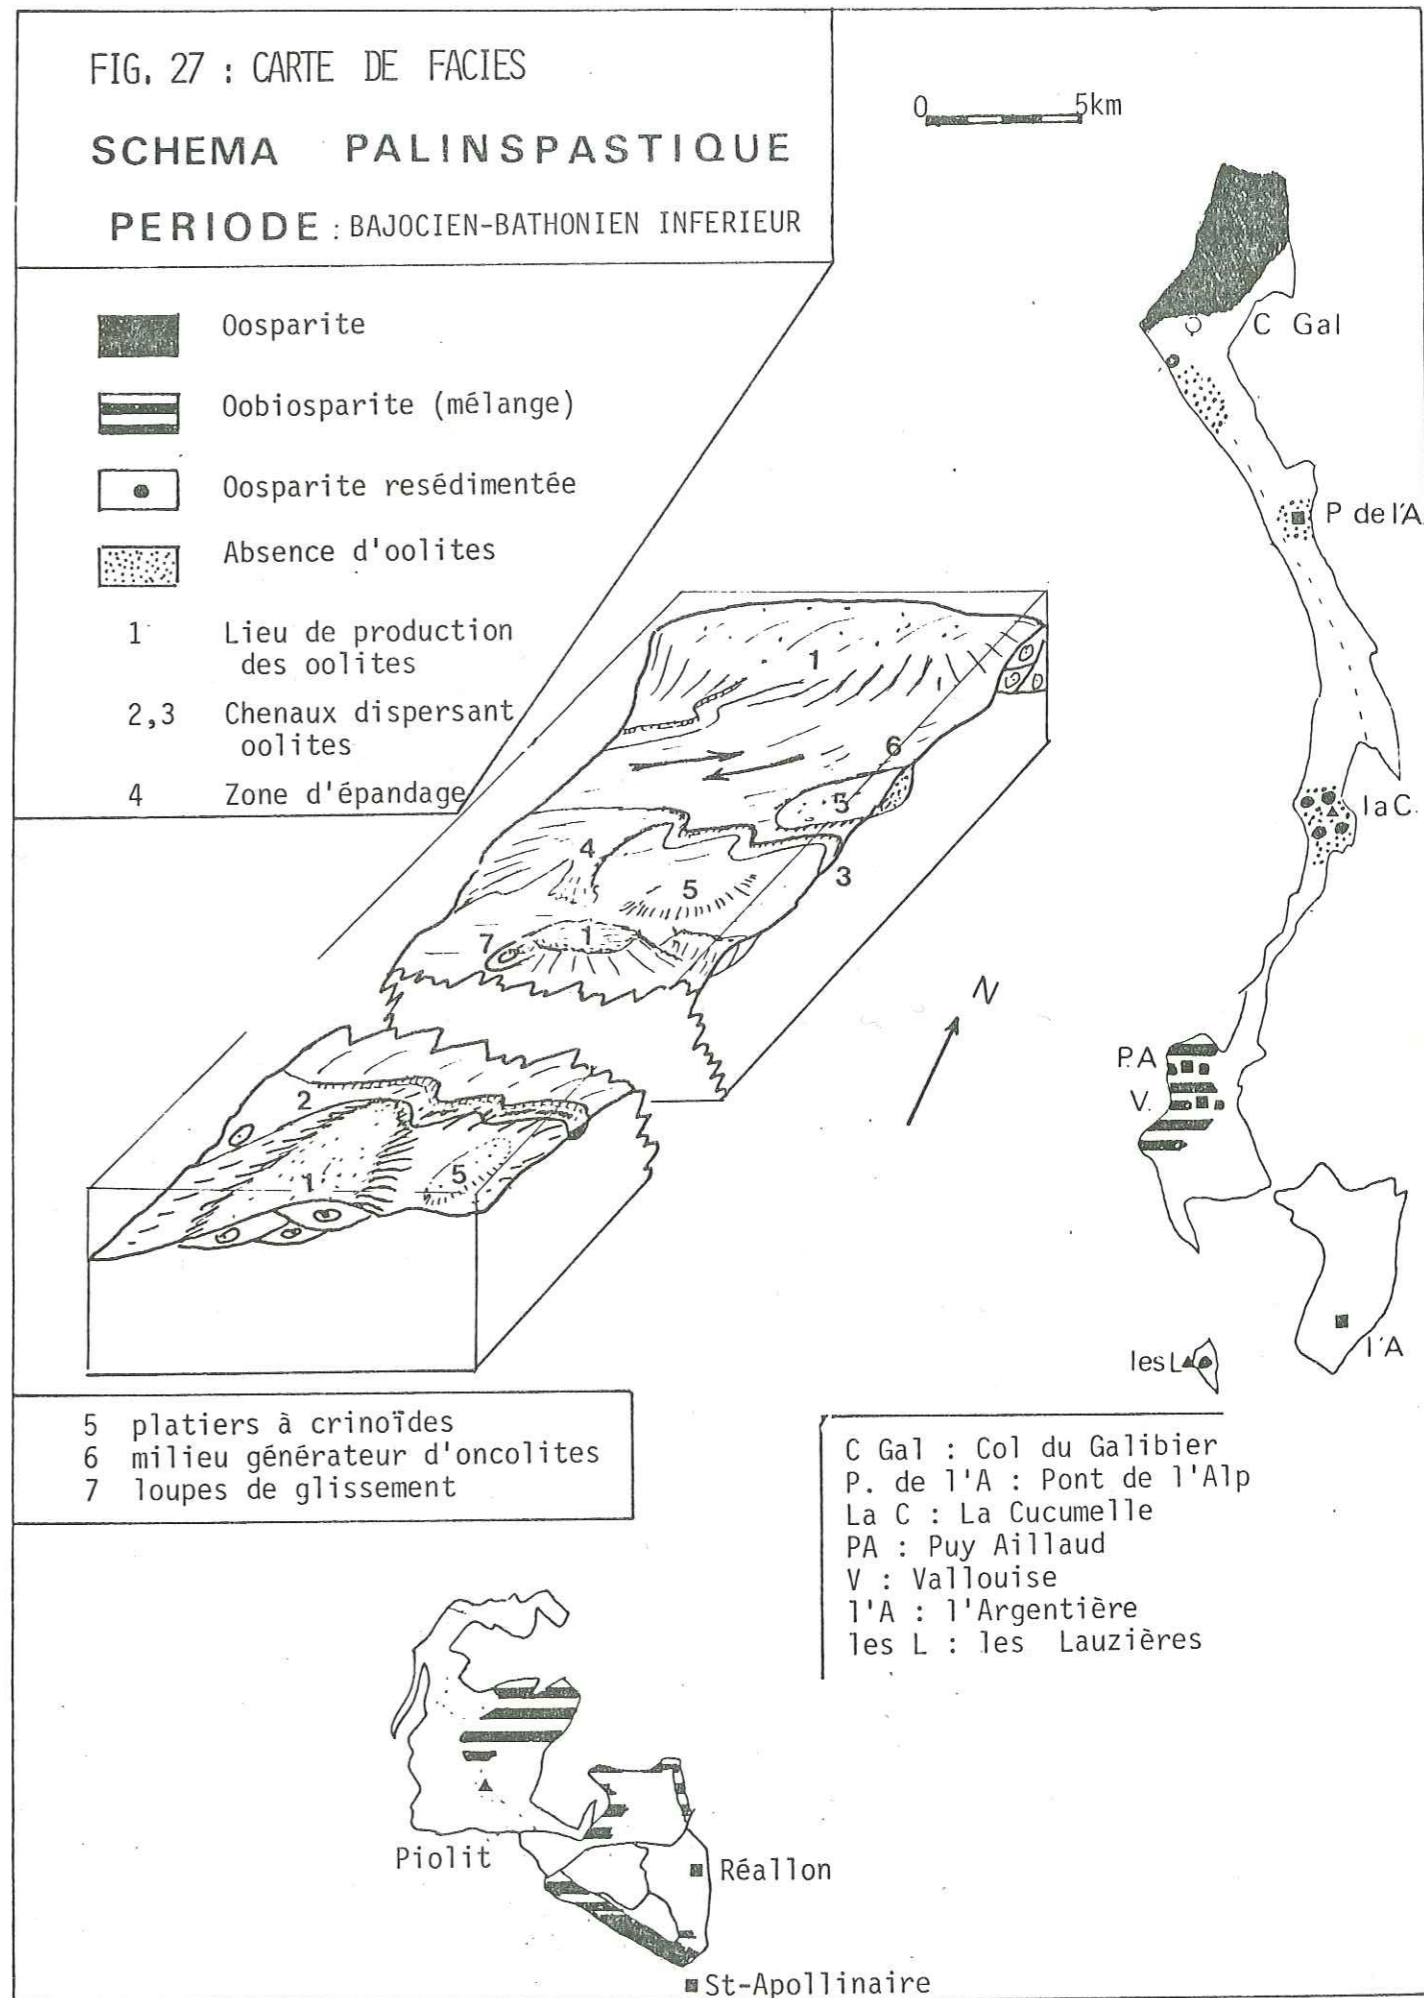 FIG. 27 : CARTE DE FACIES
SCHEMA PALINSPASTIQUE
PERIODE : BAJOCIEN-BATHONIEN INFERIEUR
0 5km
Oosparite
Oobiosparite (mélange)
Oosparite resédimentée
Absence d'oolites
1 Lieu de production
des oolites
2,3 Chenaux dispersant
oolites
4 Zone d'épandage
C Gal
P de l'A
la C.
P.A
V.
l'A
les L
1
6
5
4
3
5
7
1
N
2
1
5
5 platiers à crinoïdes
6 milieu générateur d'oncolites
7 loupes de glissement
C Gal : Col du Galibier
P. de l'A : Pont de l'Alp
La C : La Cucumelle
PA : Puy Aillaud
V : Vallouise
l'A : l'Argentière
les L : les Lauzières
Piolit
Réallon
St-Apollinaire